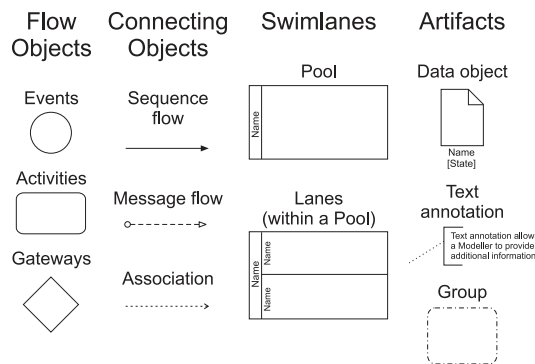 Flow
Objects
Events
Activities
Gateways
Connecting
Objects
Sequence
flow
Message flow
Association
Swimlanes
Pool
Name
Lanes
(within a Pool)
Name
Name
Name
Artifacts
Data object
Name
[State]
Text
annotation
Text annotation allows
a Modeller to provide
additional information
Group